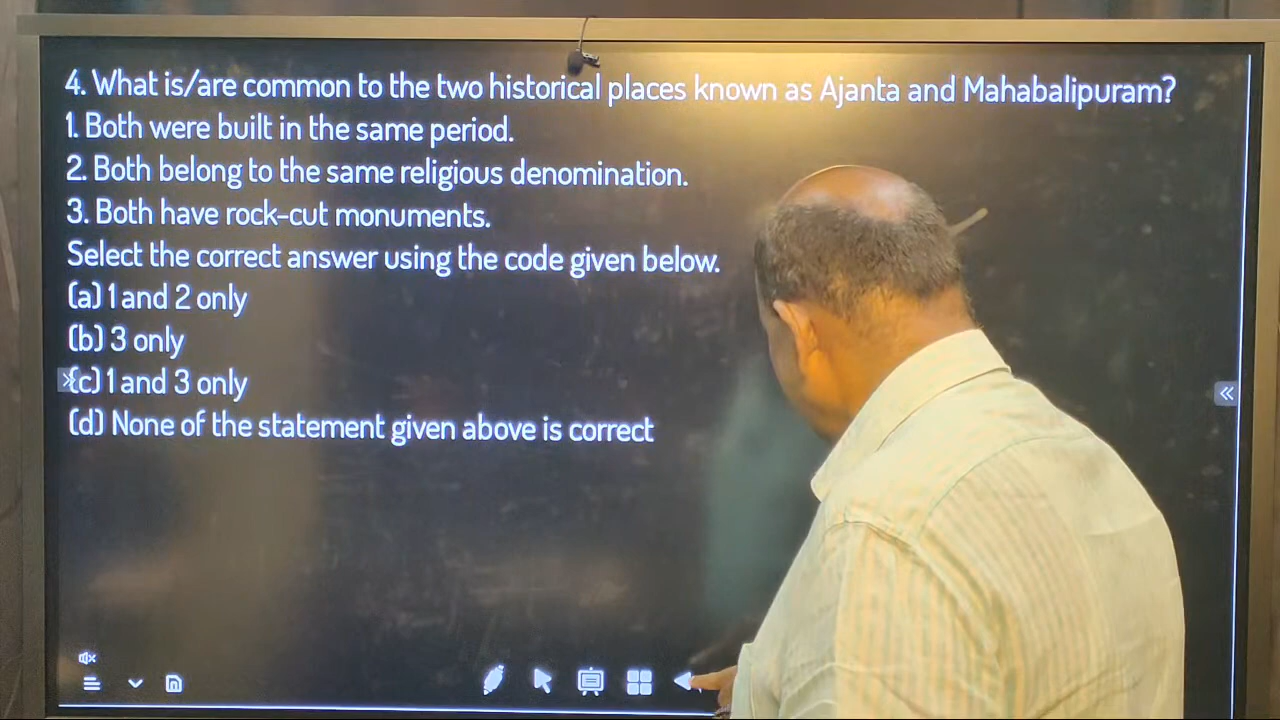 4. What is/are common to the two historical places known as Ajanta and Mahabalipuram?
1. Both were built in the same period.
2. Both belong to the same religious denomination.
3. Both have rock-cut monuments.
Select the correct answer using the code given below.
(a) 1 and 2 only
(b) 3 only
(c) 1 and 3 only
(d) None of the statement given above is correct